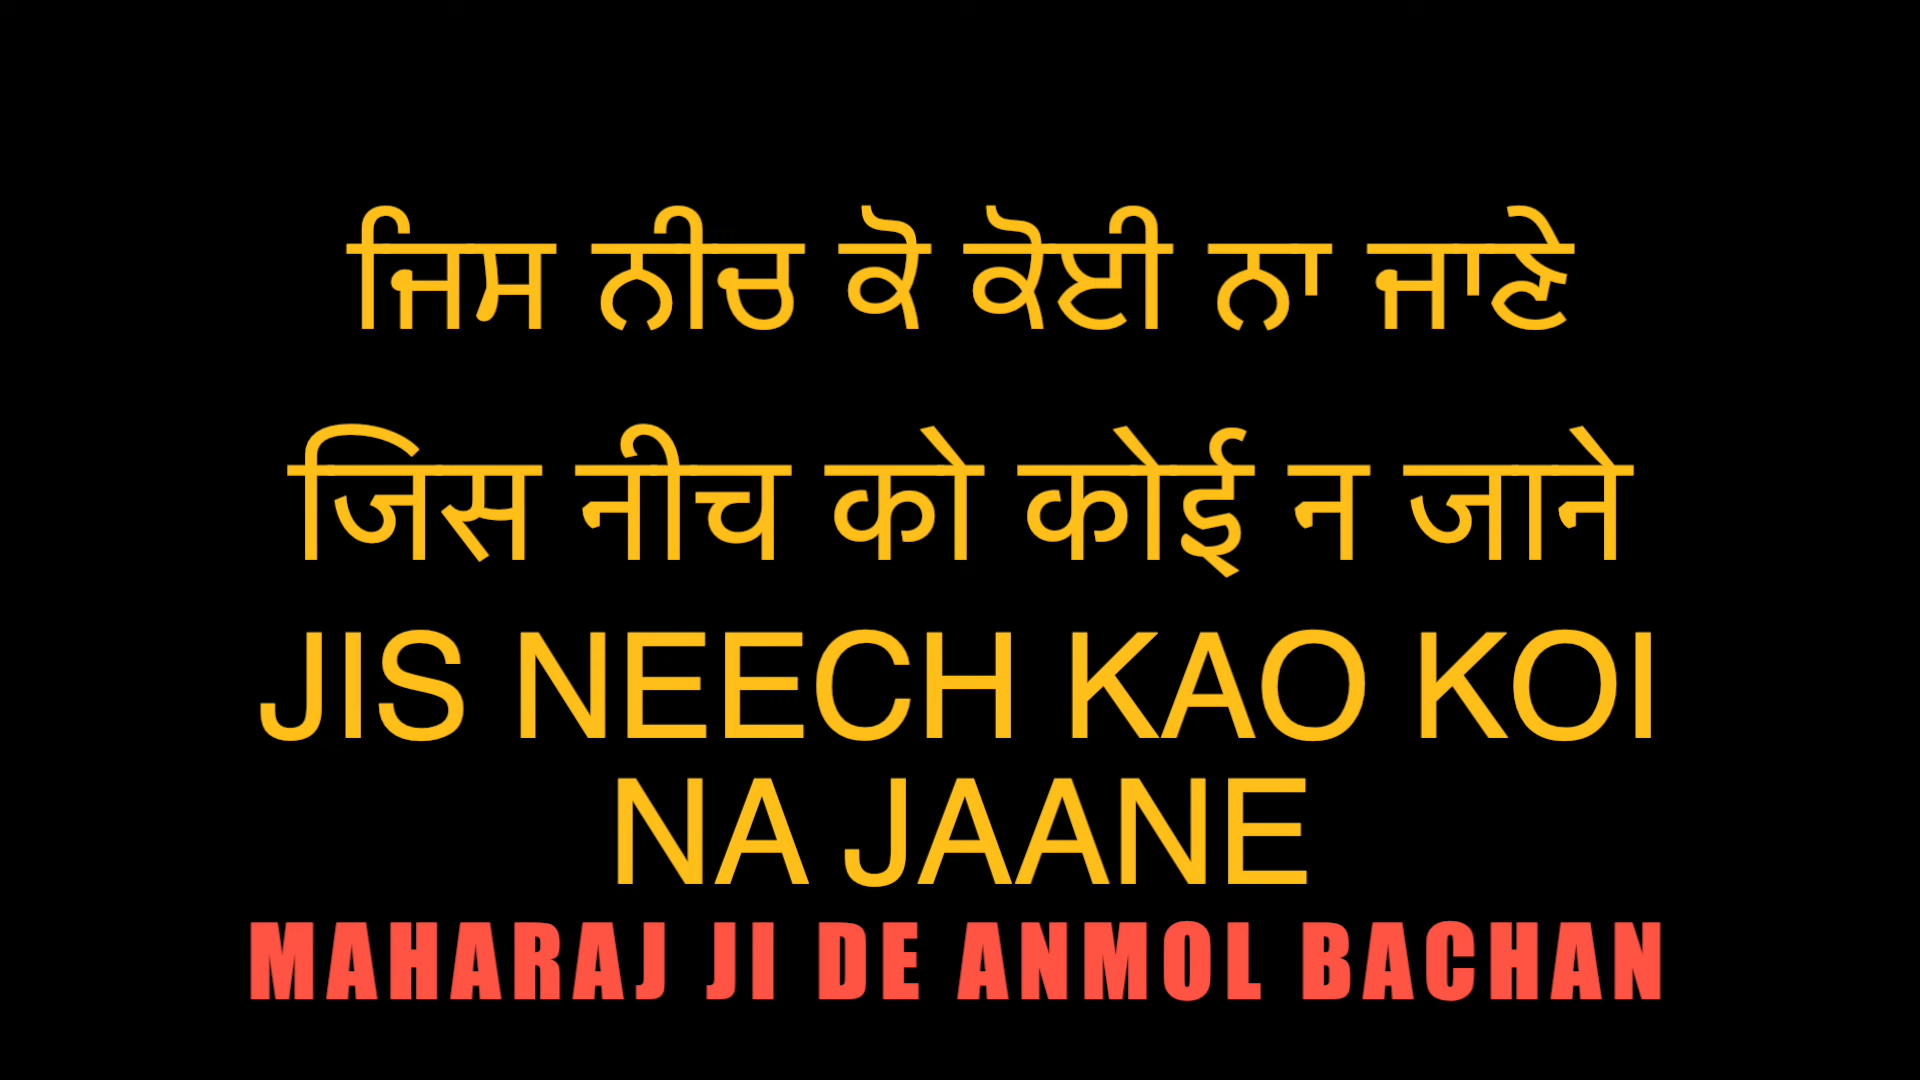 ਜਿਸ ਨੀਚ ਕੋ ਕੋਈ ਨਾ ਜਾਣੇ
जिस नीच को कोई न जाने
JIS NEECH KAO KOI
NA JAANE
MAHARAJ JI DE ANMOL BACHAN